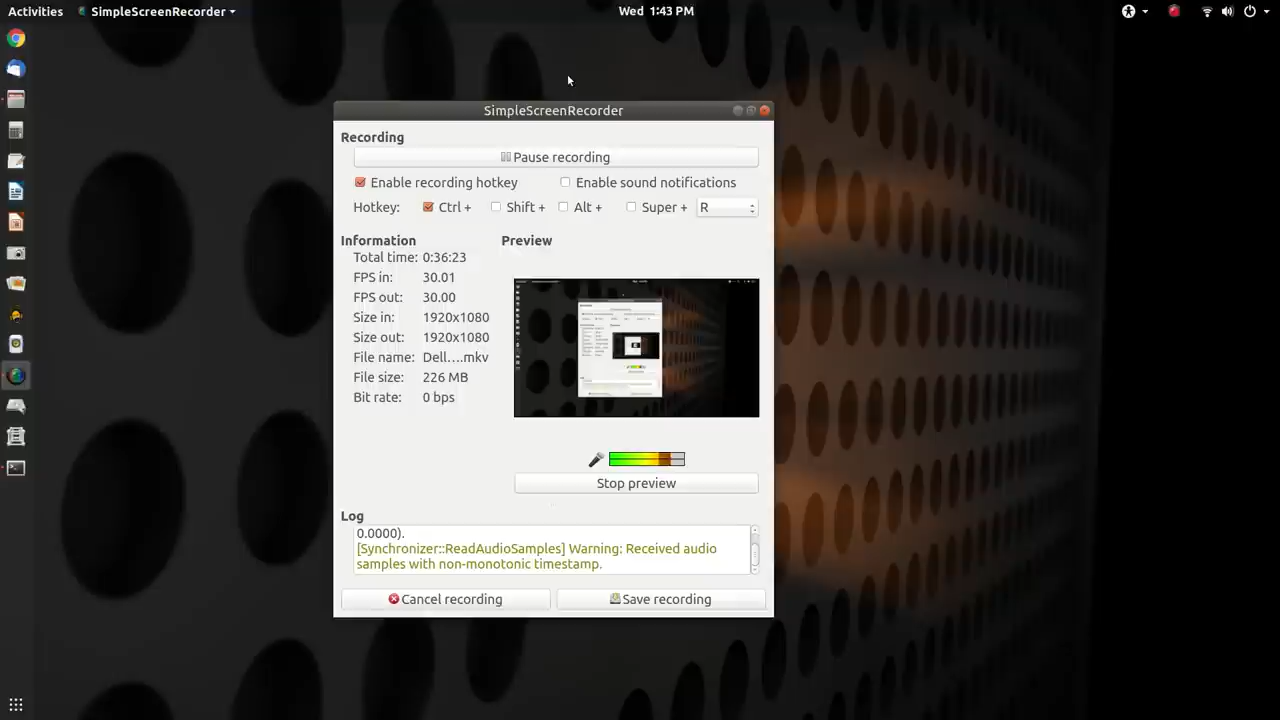 Activities SimpleScreenRecorder Wed 1:43 PM
SimpleScreenRecorder
Recording
Pause recording
Enable recording hotkey Enable sound notifications
Hotkey: Ctrl + Shift + Alt + Super + R
Information Preview
Total time: 0:36:23
FPS in: 30.01
FPS out: 30.00
Size in: 1920x1080
Size out: 1920x1080
File name: Dell....mkv
File size: 226 MB
Bit rate: 0 bps
Stop preview
Log
0.0000).
[Synchronizer::ReadAudioSamples] Warning: Received audio
samples with non-monotonic timestamp.
Cancel recording Save recording